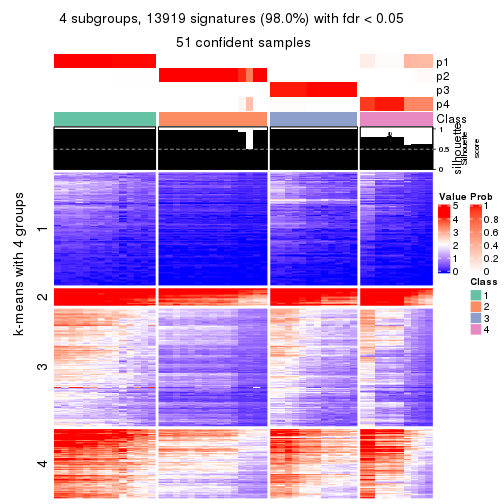 4 subgroups, 13919 signatures (98.0%) with fdr < 0.05
51 confident samples
p1
p2
p3
p4
Class
silhouette
1
0.5
0
Silhouette
score
k-means with 4 groups
1
2
3
4
Value
5
4
3
2
1
0
Prob
1
0.8
0.6
0.4
0.2
0
Class
1
2
3
4